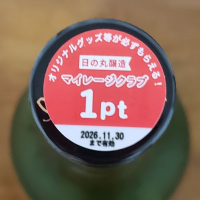 オリジナルグッズ等が必ずもらえる!
日の丸醸造
マイレージクラブ
1pt
2026.11.30
まで有効